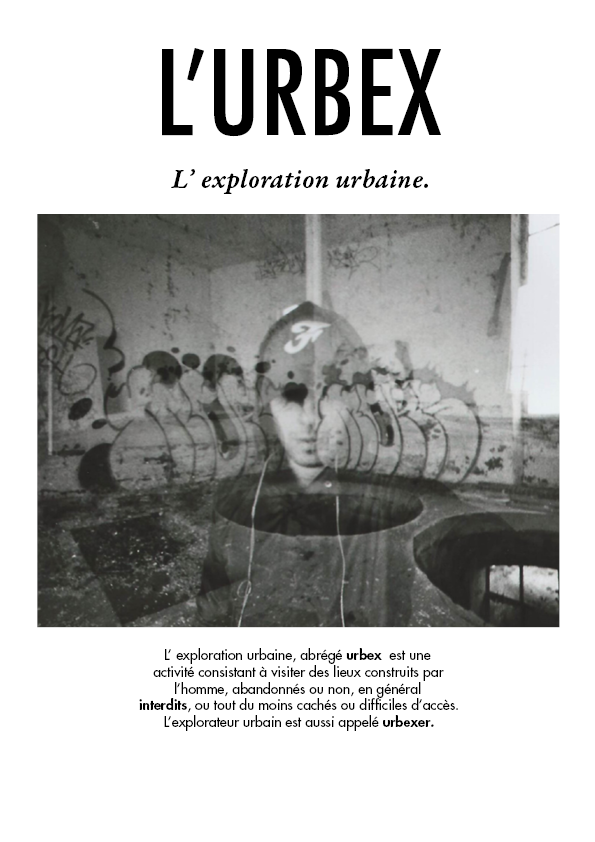 L'URBEX
L' exploration urbaine.
L' exploration urbaine, abrégé urbex est une
activité consistant à visiter des lieux construits par
l'homme, abandonnés ou non, en général
interdits, ou tout du moins cachés ou difficiles d'accès.
L'explorateur urbain est aussi appelé urbexer.